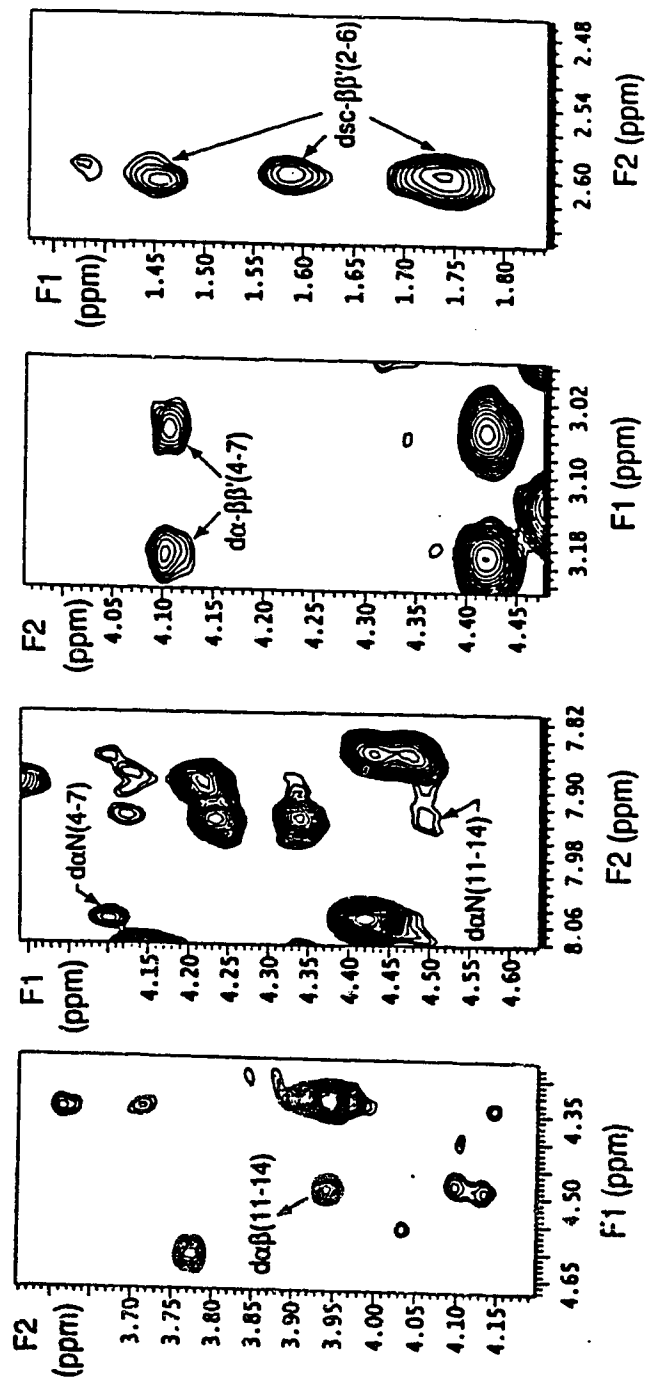 F2
(ppm)
3.70
3.75
3.80
3.85
3.90
3.95
4.00
4.05
4.10
4.15
dαβ(11-14)
4.65 4.50 4.35
F1 (ppm)
F1
(ppm)
4.15
4.20
4.25
4.30
4.35
4.40
4.45
4.50
4.55
4.60
dαN(4-7)
dαN(11-14)
8.06 7.98 7.90 7.82
F2 (ppm)
F2
(ppm)
4.05
4.10
4.15
4.20
4.25
4.30
4.35
4.40
4.45
dα-ββ'(4-7)
3.18 3.10 3.02
F1 (ppm)
F1
(ppm)
1.45
1.50
1.55
1.60
1.65
1.70
1.75
1.80
dsc-ββ'(2-6)
2.60 2.54 2.48
F2 (ppm)